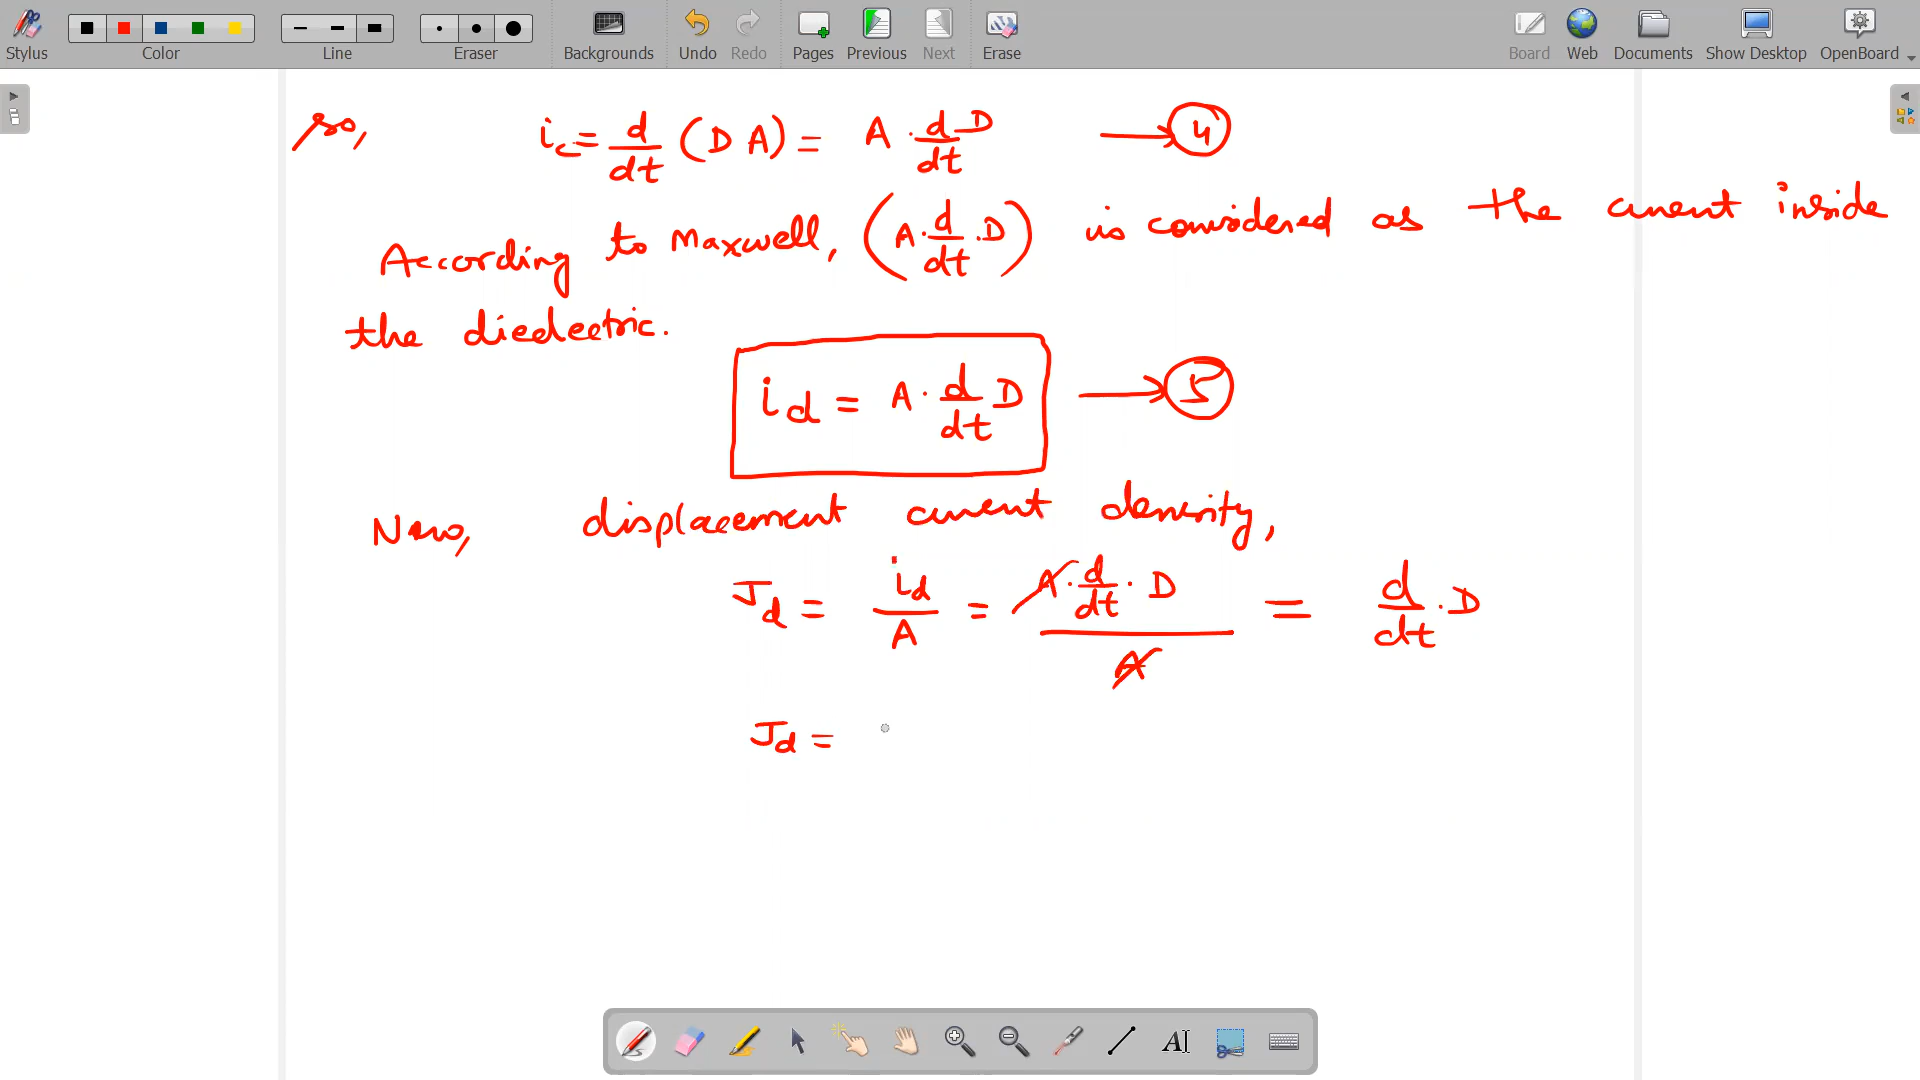 Stylus Color Line Eraser Backgrounds Undo Redo Pages Previous Next Erase Board Web Documents Show Desktop OpenBoard
so, i_c = d/dt (D A) = A · d/dt D → 4
According to Maxwell, (A · d/dt · D) is considered as the current inside
the dielectric.
i_d = A · d/dt D → 5
Now, displacement current density,
J_d = i_d/A = A · d/dt · D / A = d/dt · D
J_d =